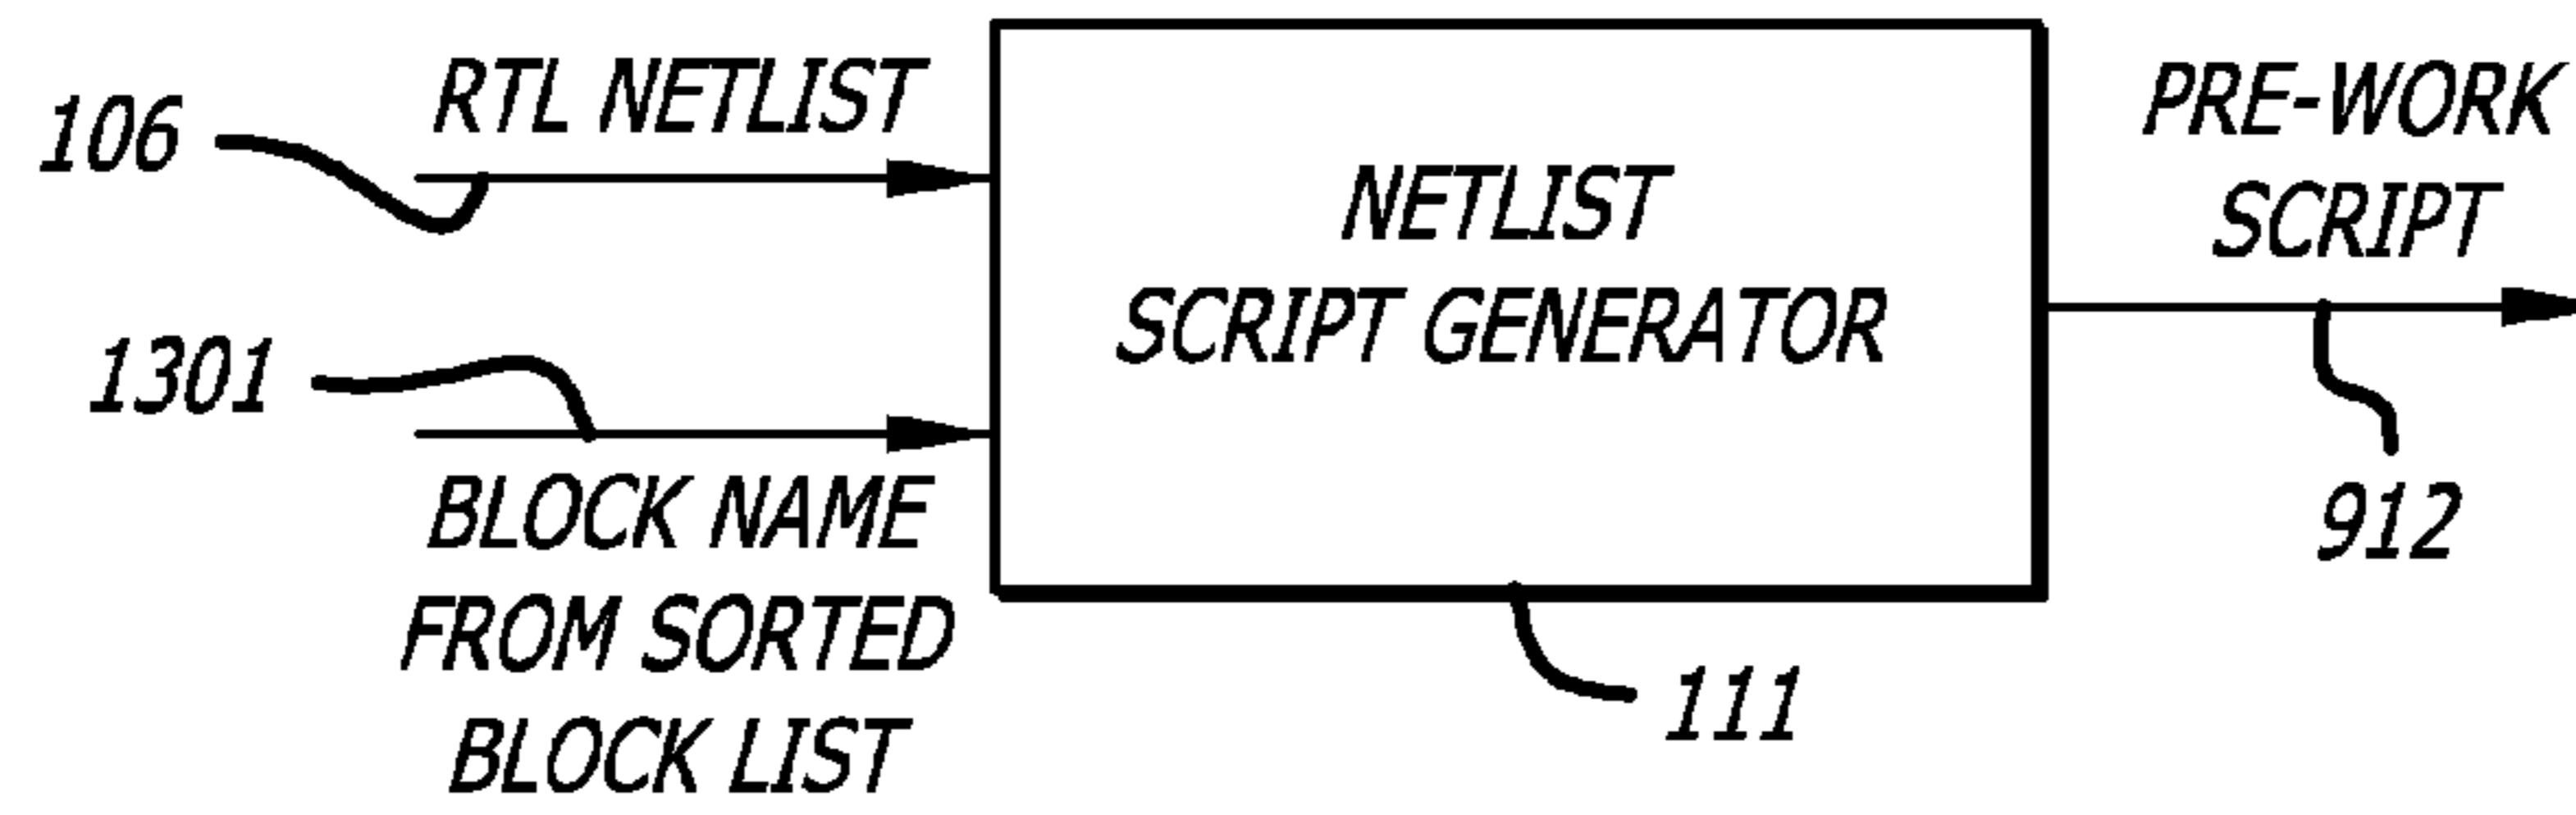 106
RTL NETLIST
1301
BLOCK NAME
FROM SORTED
BLOCK LIST
NETLIST
SCRIPT GENERATOR
111
PRE-WORK
SCRIPT
912